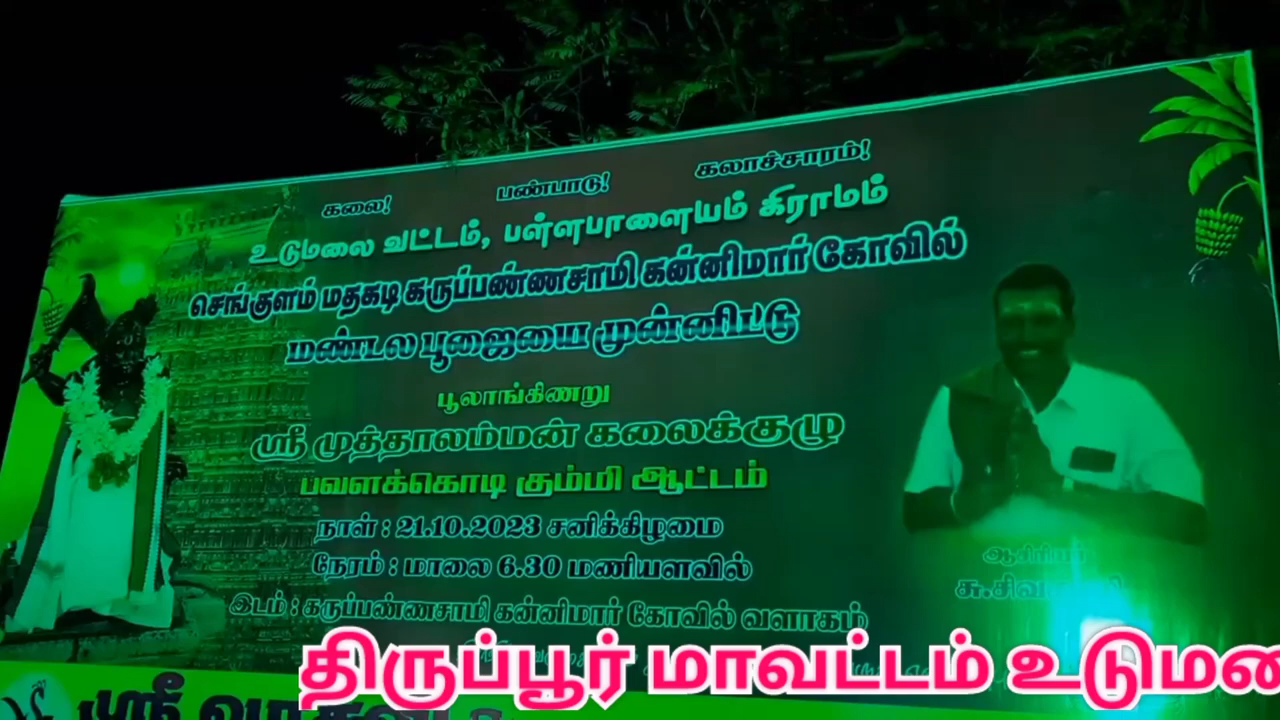 கலை! பண்பாடு! கலாச்சாரம்!
உடுமலை வட்டம், பள்ளபாளையம் கிராமம்
செங்குளம் மதகடி கருப்பண்ணசாமி கன்னிமார் கோவில்
மண்டல பூஜையை முன்னிட்டு
பூலாங்கிணறு
ஸ்ரீ முத்தாலம்மன் கலைக்குழு
பவளக்கொடி கும்மி ஆட்டம்
நாள் : 21.10.2023 சனிக்கிழமை
நேரம் : மாலை 6.30 மணியளவில்
இடம் : கருப்பண்ணசாமி கன்னிமார் கோவில் வளாகம்
ஆசிரியர்
திருப்பூர் மாவட்டம்
ஸ்ரீ